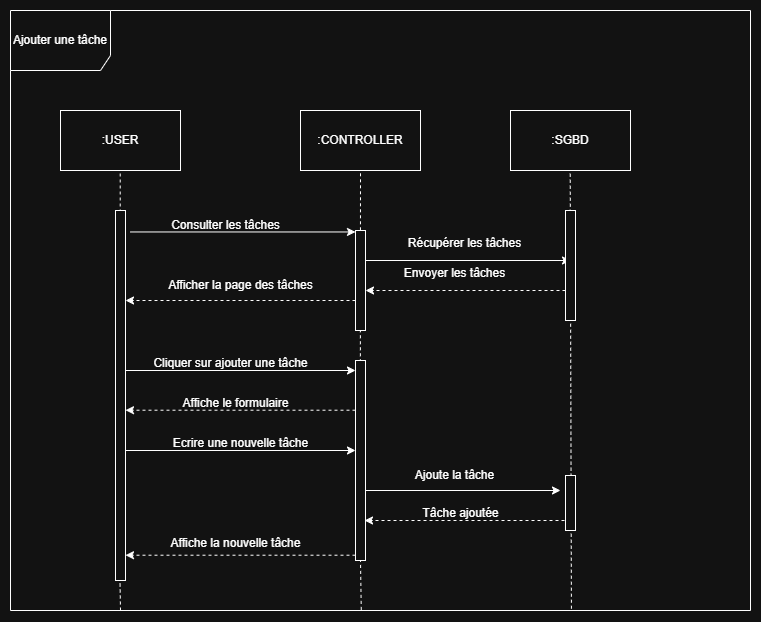 Ajouter une tâche
:USER
:CONTROLLER
:SGBD
Consulter les tâches
Récupérer les tâches
Envoyer les tâches
Afficher la page des tâches
Cliquer sur ajouter une tâche
Affiche le formulaire
Ecrire une nouvelle tâche
Ajoute la tâche
Tâche ajoutée
Affiche la nouvelle tâche